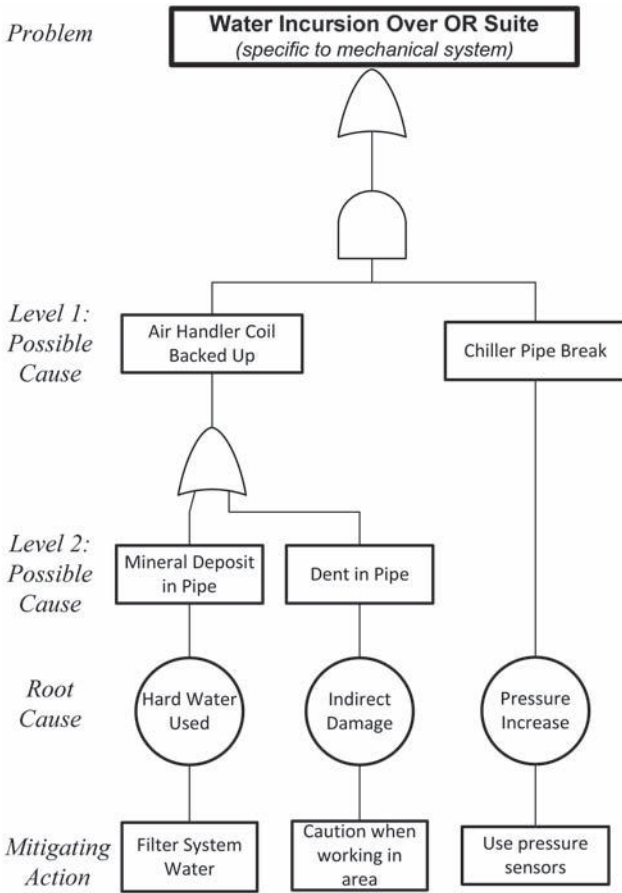 Problem
Water Incursion Over OR Suite
(specific to mechanical system)
Level 1:
Possible
Cause
Air Handler Coil
Backed Up
Chiller Pipe Break
Level 2:
Possible
Cause
Mineral Deposit
in Pipe
Dent in Pipe
Root
Cause
Hard Water
Used
Indirect
Damage
Pressure
Increase
Mitigating
Action
Filter System
Water
Caution when
working in
area
Use pressure
sensors